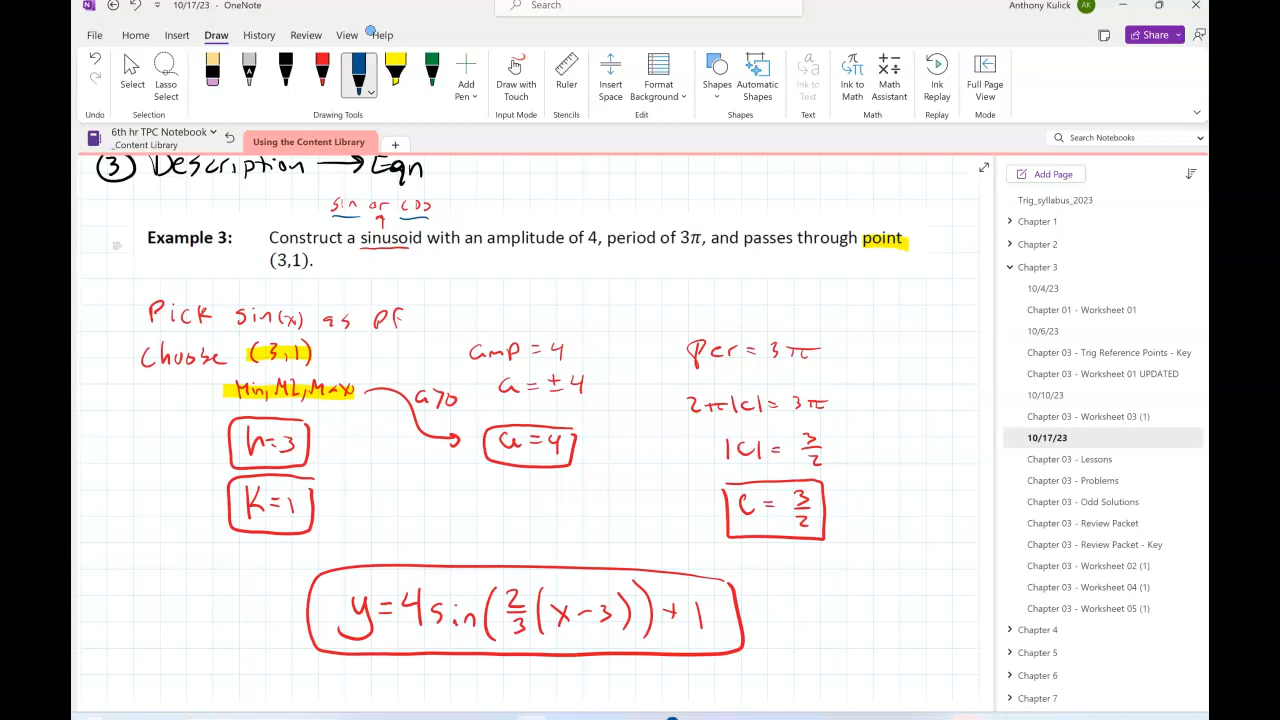 10/17/23 - OneNote
Search
Anthony Kulick
AK
File
Home
Insert
Draw
History
Review
View
Help
Share
Select
Lasso
Select
Add
Pen
Draw with
Touch
Ruler
Insert
Space
Format
Background
Shapes
Automatic
Shapes
Ink to
Text
Ink to
Math
Math
Assistant
Ink
Replay
Full Page
View
Undo
Drawing Tools
Input Mode
Stencils
Edit
Shapes
Text
Math
Replay
Mode
6th hr TPC Notebook
_Content Library
Using the Content Library
+
Search Notebooks
③ Description → Eqn
sin or cos
Example 3: Construct a sinusoid with an amplitude of 4, period of 3π, and passes through point
(3,1).
Pick sin(x) as PF
Choose (3,1)
Min, M2, Max
h=3
K=1
amp = 4
a = ± 4
a>0
a=4
per = 3π
2π|c| = 3π
|c| = 3/2
C = 3/2
y=4sin(2/3(x-3))+1
Add Page
Trig_syllabus_2023
Chapter 1
Chapter 2
Chapter 3
10/4/23
Chapter 01 - Worksheet 01
10/6/23
Chapter 03 - Trig Reference Points - Key
Chapter 01 - Worksheet 01 UPDATED
10/10/23
Chapter 03 - Worksheet 03 (1)
10/17/23
Chapter 03 - Lessons
Chapter 03 - Problems
Chapter 03 - Odd Solutions
Chapter 03 - Review Packet
Chapter 03 - Review Packet - Key
Chapter 03 - Worksheet 02 (1)
Chapter 03 - Worksheet 04 (1)
Chapter 03 - Worksheet 05 (1)
Chapter 4
Chapter 5
Chapter 6
Chapter 7